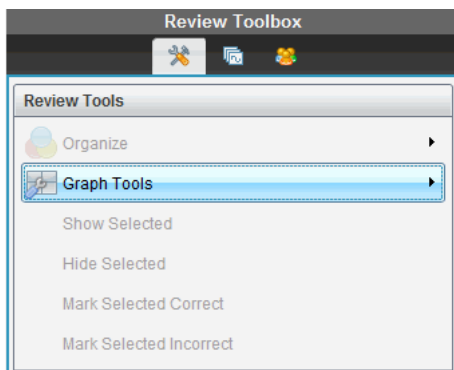 Review Toolbox
Review Tools
Organize
Graph Tools
Show Selected
Hide Selected
Mark Selected Correct
Mark Selected Incorrect